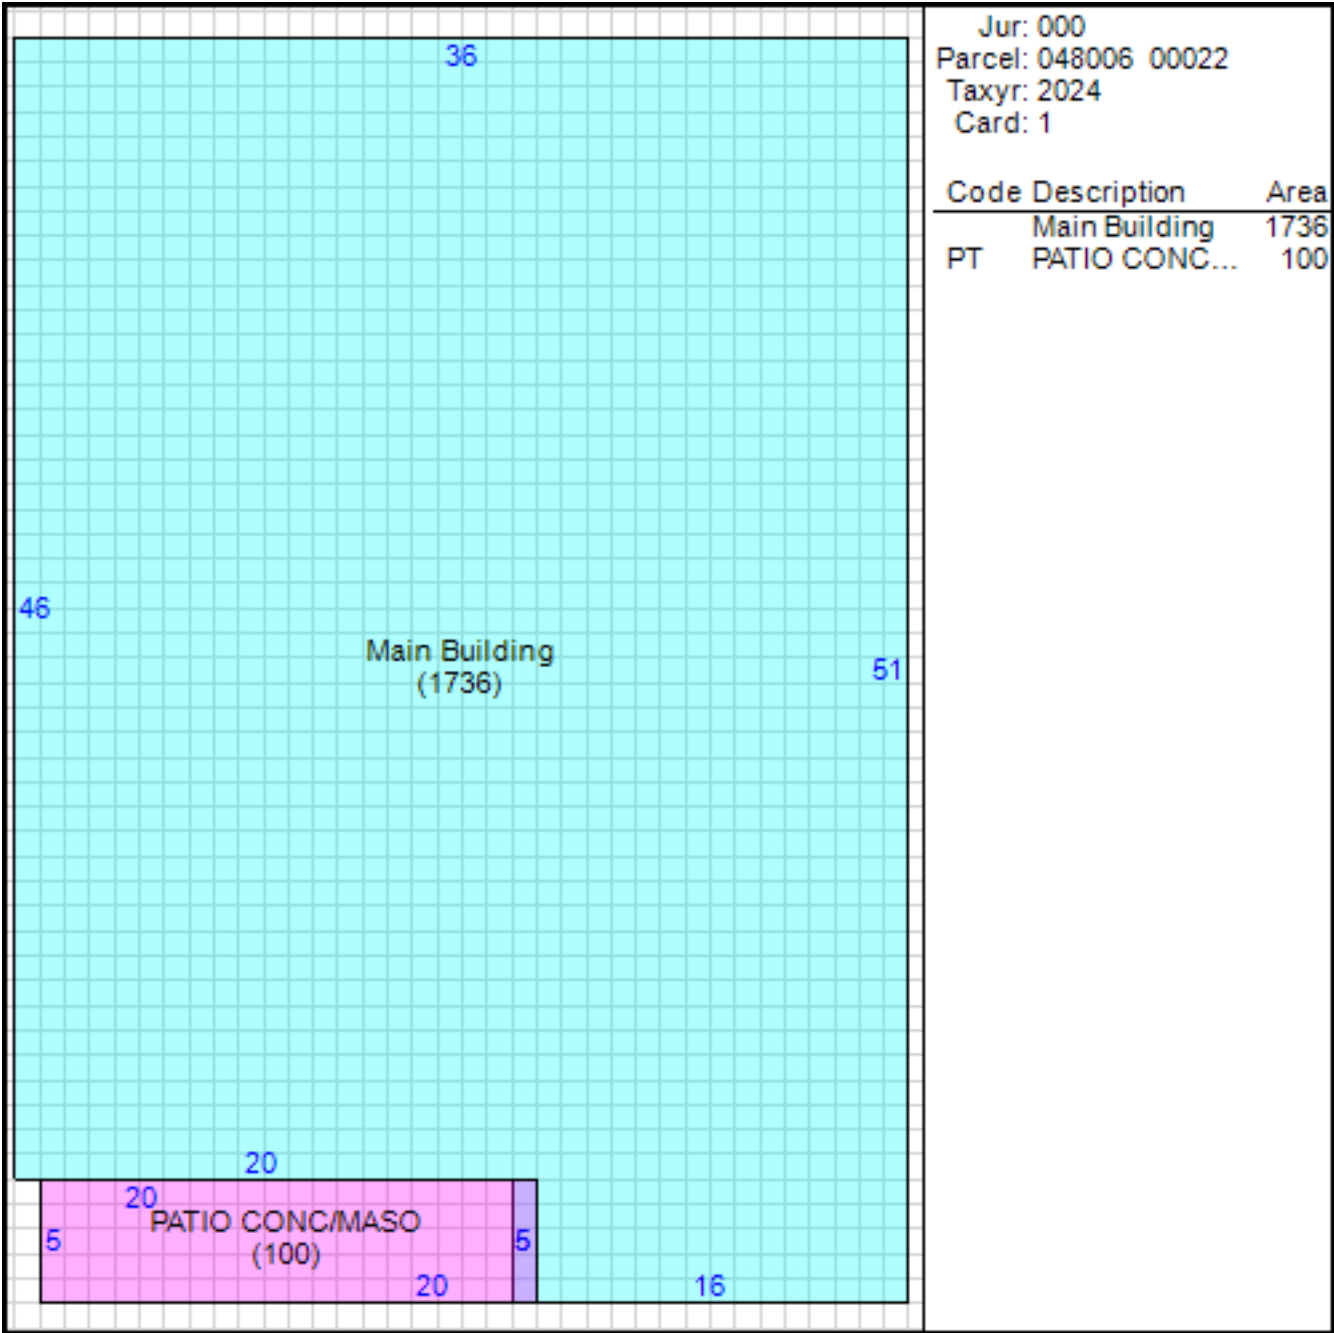 36
46
Main Building
(1736)
51
20
20
PATIO CONC/MASO
5
5
(100)
20
16
Jur: 000
Parcel: 048006 00022
Taxyr: 2024
Card: 1
Code Description Area
Main Building 1736
PT PATIO CONC... 100